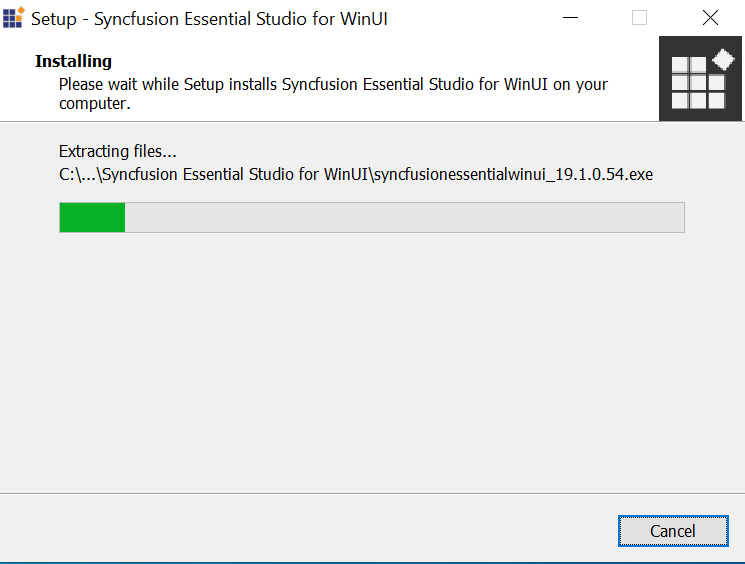 Setup - Syncfusion Essential Studio for WinUI
Installing
Please wait while Setup installs Syncfusion Essential Studio for WinUI on your
computer.
Extracting files...
C:\...\Syncfusion Essential Studio for WinUI\syncfusionessentialwinui_19.1.0.54.exe
Cancel